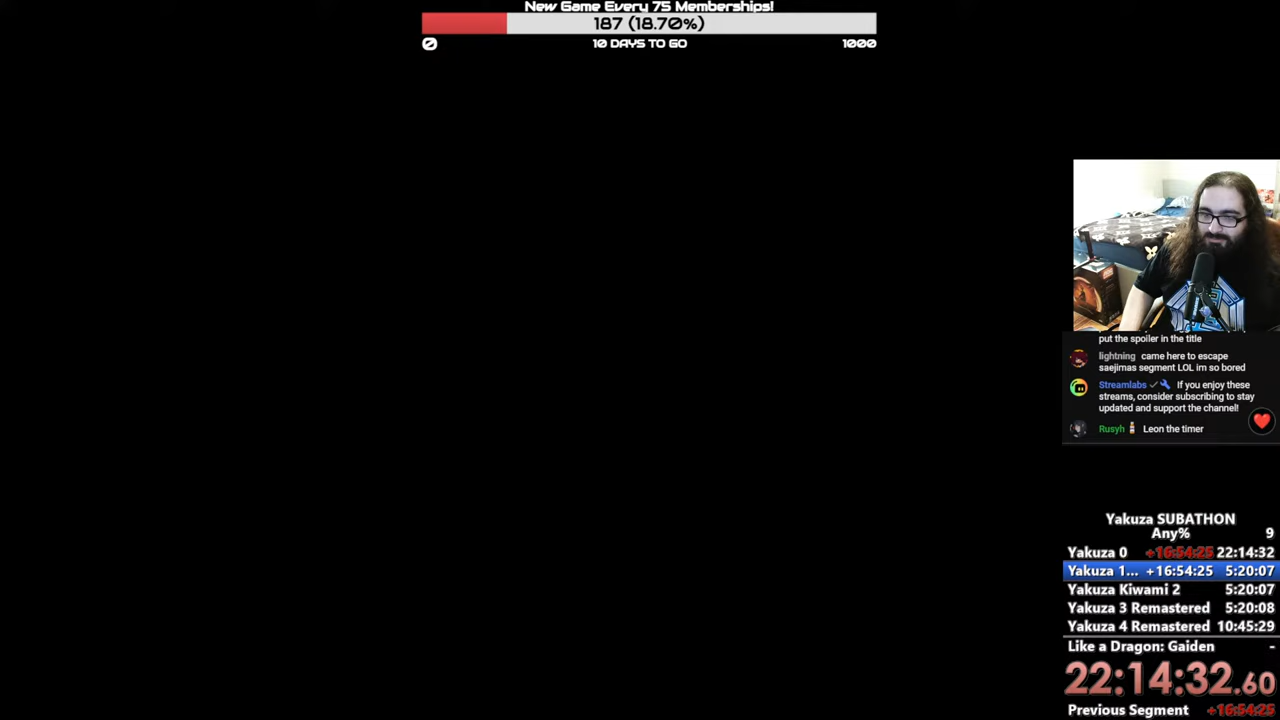 New Game Every 75 Memberships!
187 (18.70%)
0 10 DAYS TO GO 1000
put the spoiler in the title
lightning came here to escape
saejimas segment LOL im so bored
Streamlabs If you enjoy these
streams, consider subscribing to stay
updated and support the channel!
Rusyh Leon the timer
Yakuza SUBATHON
Any% 9
Yakuza 0 +16:54:25 22:14:32
Yakuza 1... +16:54:25 5:20:07
Yakuza Kiwami 2 5:20:07
Yakuza 3 Remastered 5:20:08
Yakuza 4 Remastered 10:45:29
Like a Dragon: Gaiden -
22:14:32.60
Previous Segment +16:54:25